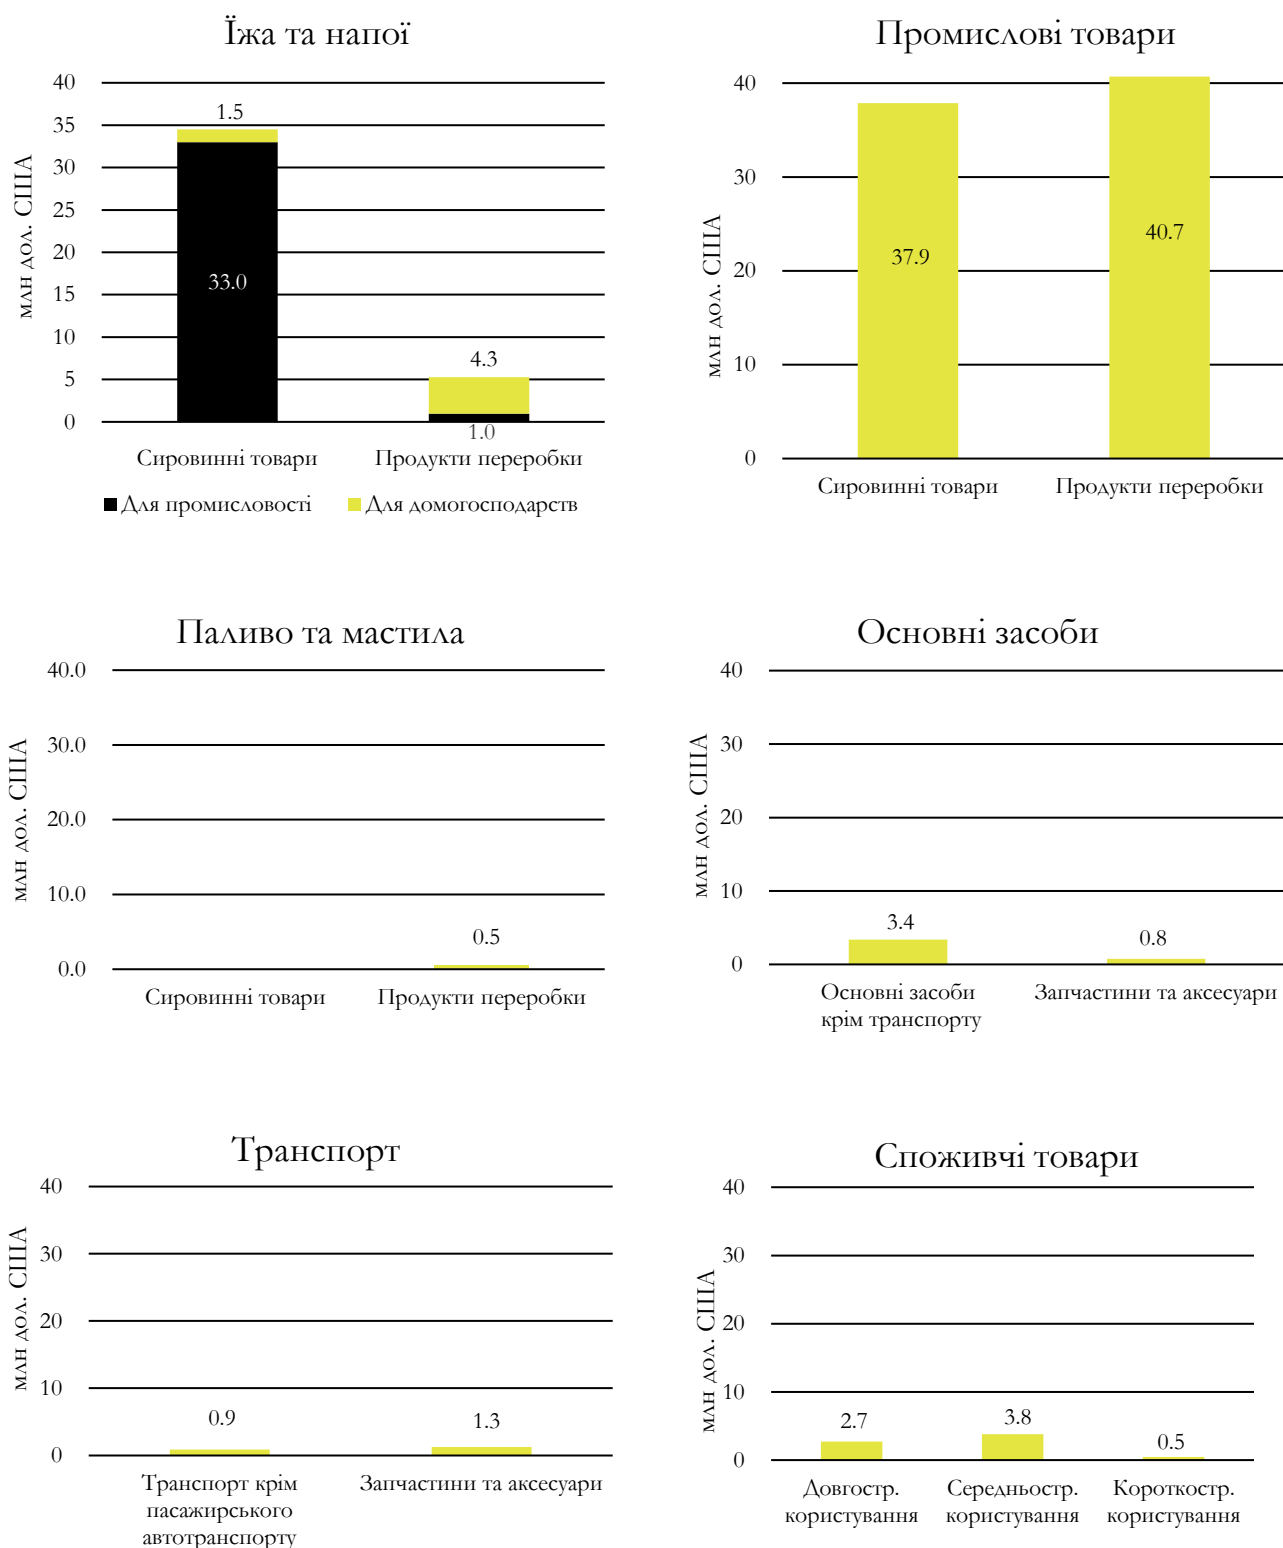 Їжа та напої
млн дол. США
40
35
30
25
20
15
10
5
0
1.5
33.0
4.3
1.0
Сировинні товари
Продукти переробки
Для промисловості
Для домогосподарств
Промислові товари
млн дол. США
40
30
20
10
0
37.9
40.7
Сировинні товари
Продукти переробки
Паливо та мастила
млн дол. США
40.0
30.0
20.0
10.0
0.0
0.5
Сировинні товари
Продукти переробки
Основні засоби
млн дол. США
40
30
20
10
0
3.4
0.8
Основні засоби
крім транспорту
Запчастини та аксесуари
Транспорт
млн дол. США
40
30
20
10
0
0.9
1.3
Транспорт крім
пасажирського
автотранспорту
Запчастини та аксесуари
Споживчі товари
млн дол. США
40
30
20
10
0
2.7
3.8
0.5
Довгостр.
користування
Середньостр.
користування
Короткостр.
користування